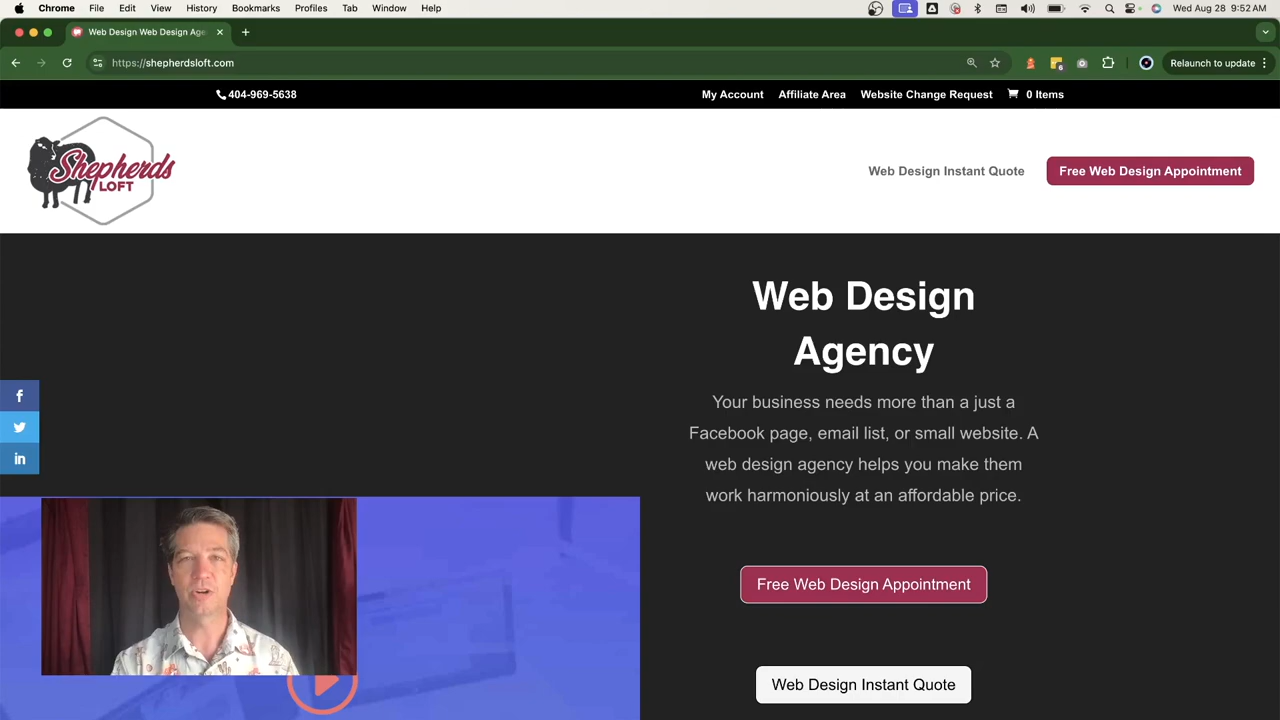 Chrome File Edit View History Bookmarks Profiles Tab Window Help Wed Aug 28 9:52 AM
Web Design Web Design Age
https://shepherdsloft.com Relaunch to update
6
404-969-5638 My Account Affiliate Area Website Change Request 0 Items
Shepherds
LOFT
Web Design Instant Quote Free Web Design Appointment
Web Design
Agency
Your business needs more than a just a
Facebook page, email list, or small website. A
web design agency helps you make them
work harmoniously at an affordable price.
Free Web Design Appointment
Web Design Instant Quote